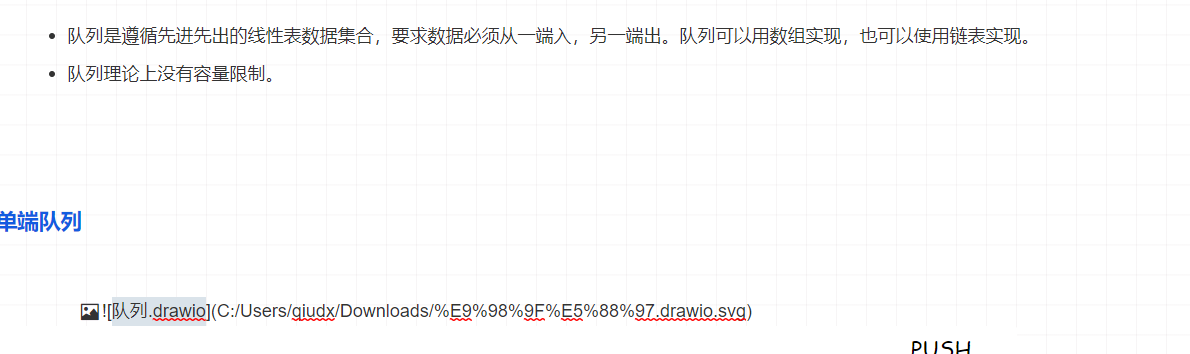 队列是遵循先进先出的线性表数据集合，要求数据必须从一端入，另一端出。队列可以用数组实现，也可以使用链表实现。
队列理论上没有容量限制。
单端队列
![队列.drawio](C:/Users/qiudx/Downloads/%E9%98%9F%E5%88%97.drawio.svg)
PUSH